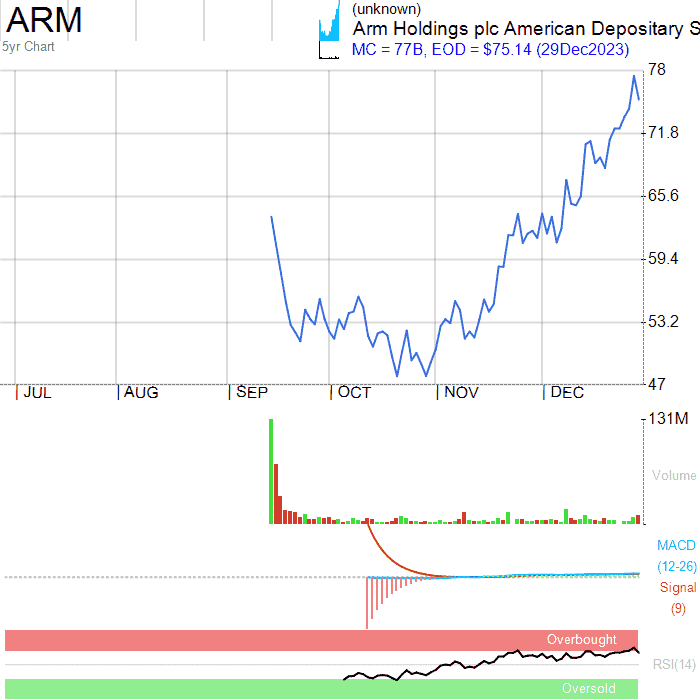 ARM
5yr Chart
(unknown)
Arm Holdings plc American Depositary S
MC = 77B, EOD = $75.14 (29Dec2023)
78
71.8
65.6
59.4
53.2
47
JUL AUG SEP OCT NOV DEC
131M
Volume
MACD
(12-26)
Signal
(9)
Overbought
RSI(14)
Oversold